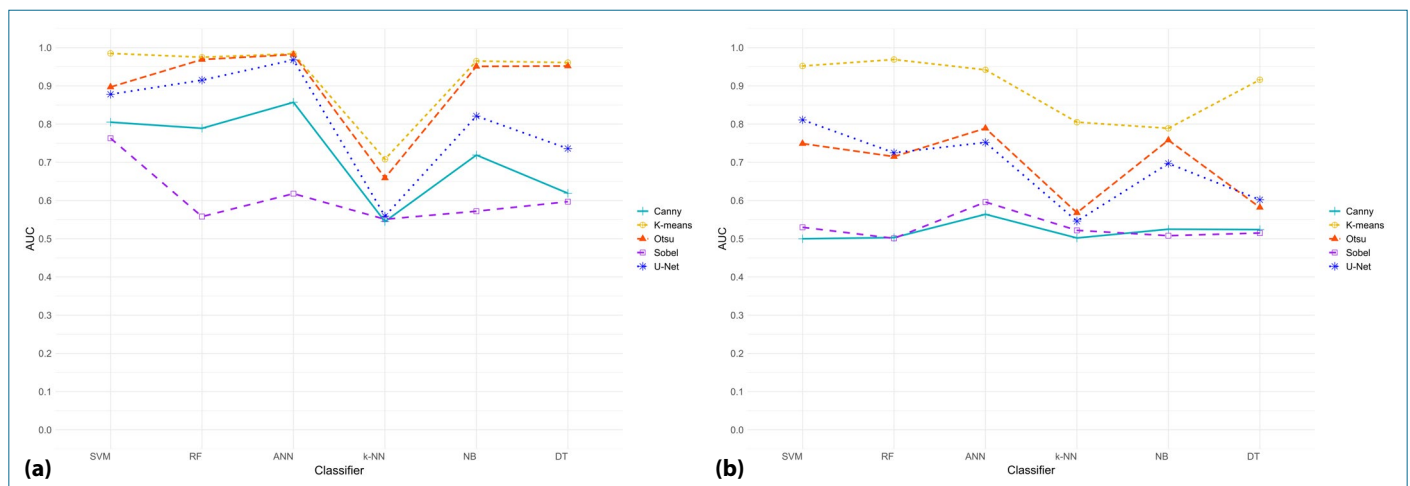 1.0
0.9
0.8
0.7
0.6
0.5
0.4
0.3
0.2
0.1
0.0
AUC
SVM RF ANN k-NN NB DT
Classifier
Canny
K-means
Otsu
Sobel
U-Net
(a)
1.0
0.9
0.8
0.7
0.6
0.5
0.4
0.3
0.2
0.1
0.0
AUC
SVM RF ANN k-NN NB DT
Classifier
Canny
K-means
Otsu
Sobel
U-Net
(b)